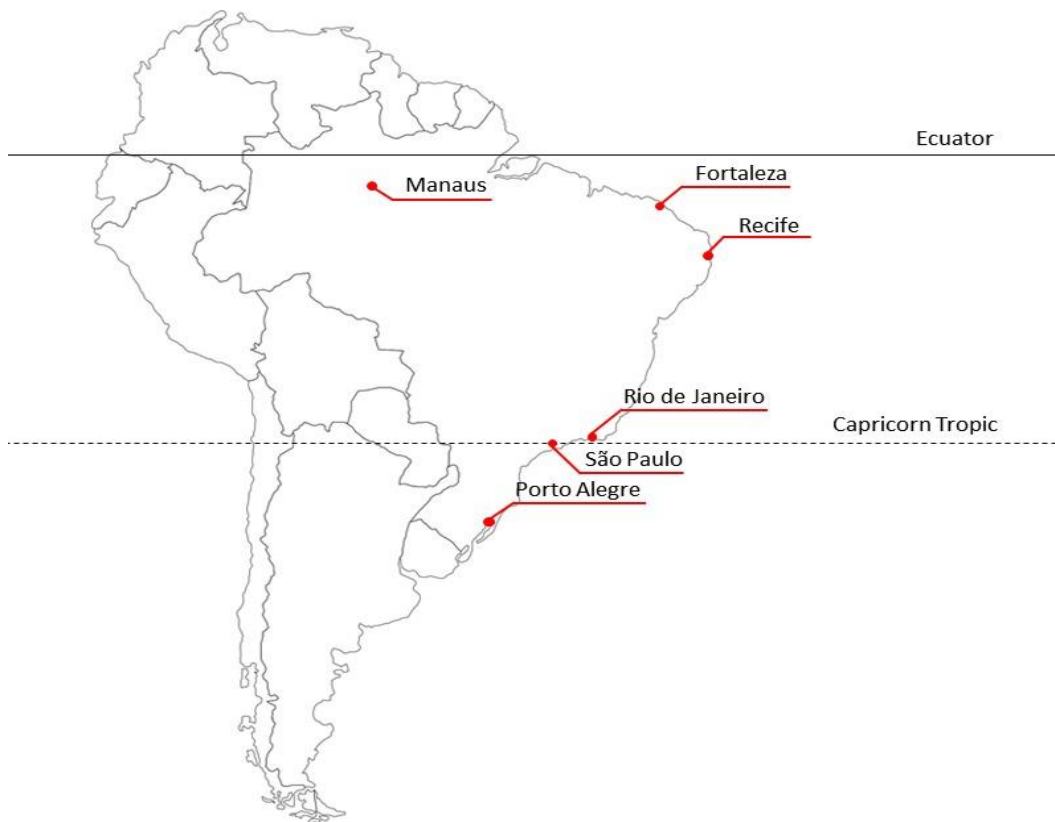 Ecuator
Fortaleza
Manaus
Recife
Rio de Janeiro
Capricorn Tropic
São Paulo
Porto Alegre